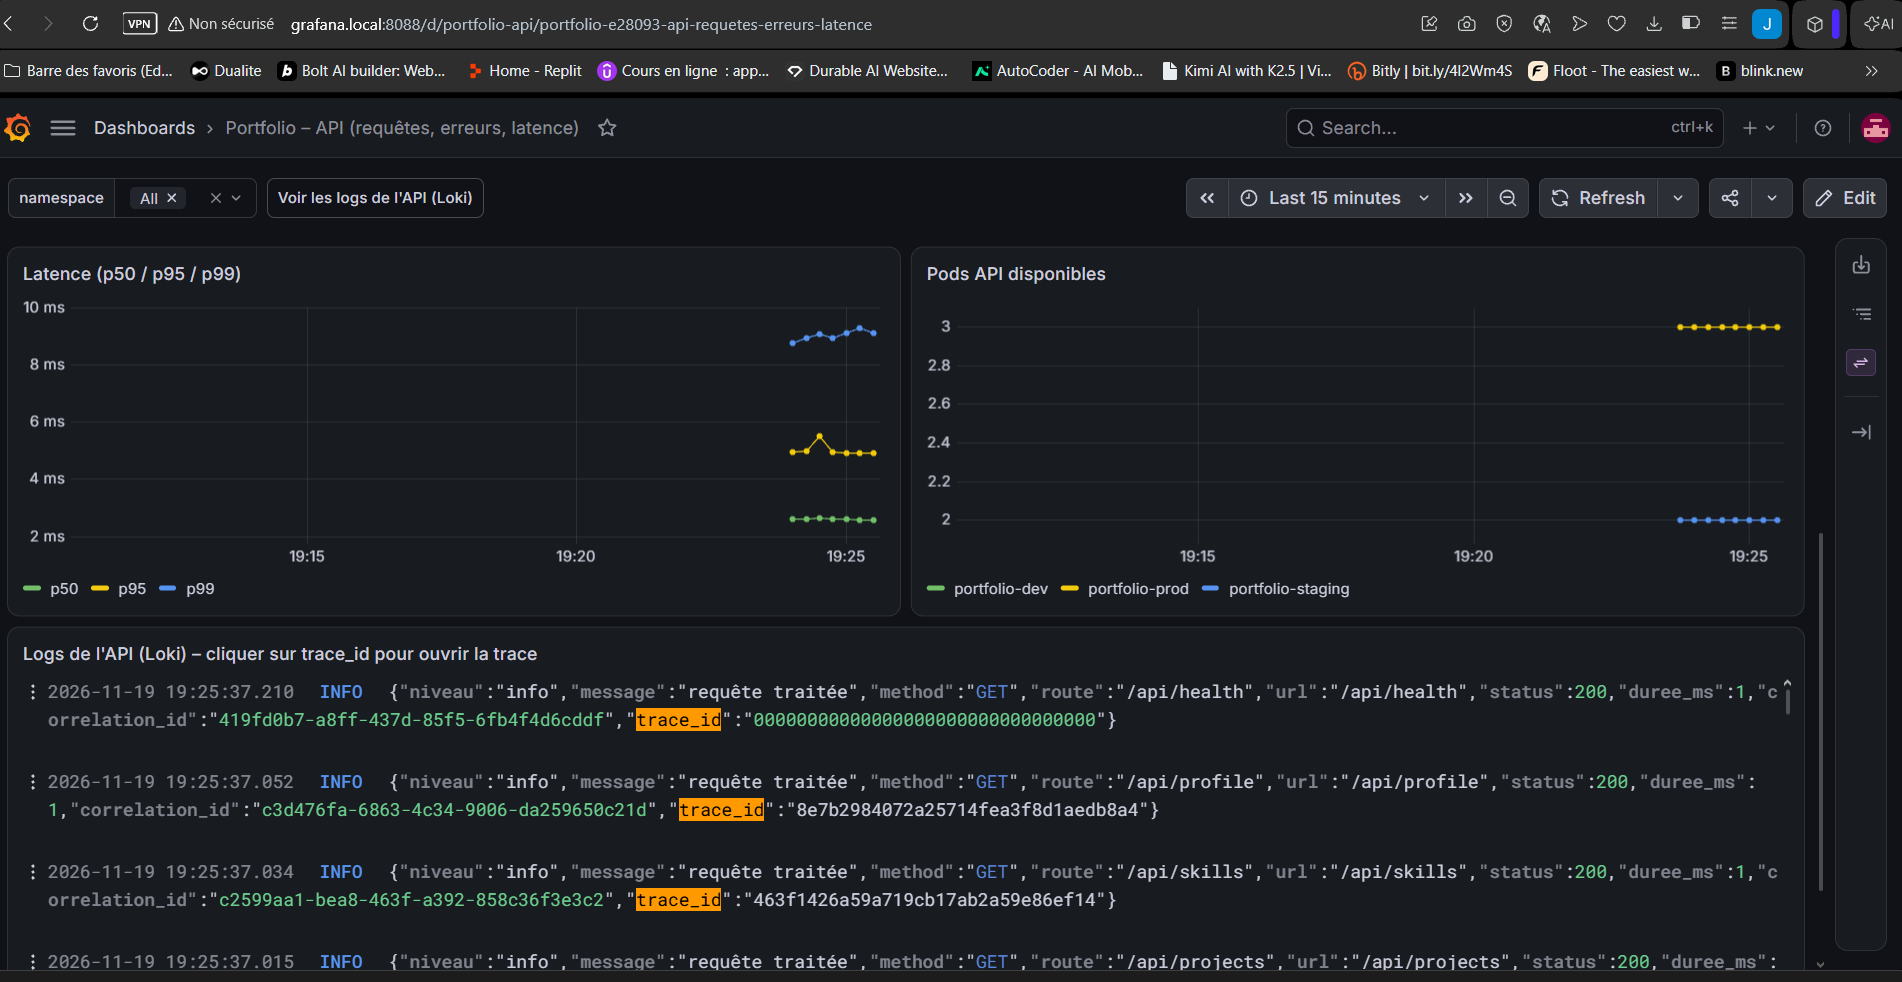 VPN Non sécurisé grafana.local:8088/d/portfolio-api/portfolio-e28093-api-requetes-erreurs-latence J AI
Barre des favoris (Ed... Dualite Bolt AI builder: Web... Home - Replit Cours en ligne : app... Durable AI Website... AutoCoder - AI Mob... Kimi AI with K2.5 | Vi... Bitly | bit.ly/4l2Wm4S Floot - The easiest w... blink.new
Dashboards › Portfolio – API (requêtes, erreurs, latence) Search... ctrl+k
namespace All Voir les logs de l'API (Loki) Last 15 minutes Refresh Edit
Latence (p50 / p95 / p99)
10 ms
8 ms
6 ms
4 ms
2 ms
19:15 19:20 19:25
p50 p95 p99
Pods API disponibles
3
2.8
2.6
2.4
2.2
2
19:15 19:20 19:25
portfolio-dev portfolio-prod portfolio-staging
Logs de l'API (Loki) – cliquer sur trace_id pour ouvrir la trace
2026-11-19 19:25:37.210 INFO {"niveau":"info","message":"requête traitée","method":"GET","route":"/api/health","url":"/api/health","status":200,"duree_ms":1,"c
orrelation_id":"419fd0b7-a8ff-437d-85f5-6fb4f4d6cddf","trace_id":"00000000000000000000000000000000"}
2026-11-19 19:25:37.052 INFO {"niveau":"info","message":"requête traitée","method":"GET","route":"/api/profile","url":"/api/profile","status":200,"duree_ms":
1,"correlation_id":"c3d476fa-6863-4c34-9006-da259650c21d","trace_id":"8e7b2984072a25714fea3f8d1aedb8a4"}
2026-11-19 19:25:37.034 INFO {"niveau":"info","message":"requête traitée","method":"GET","route":"/api/skills","url":"/api/skills","status":200,"duree_ms":1,"c
orrelation_id":"c2599aa1-bea8-463f-a392-858c36f3e3c2","trace_id":"463f1426a59a719cb17ab2a59e86ef14"}
2026-11-19 19:25:37.015 INFO {"niveau":"info","message":"requête traitée","method":"GET","route":"/api/projects","url":"/api/projects","status":200,"duree_ms":